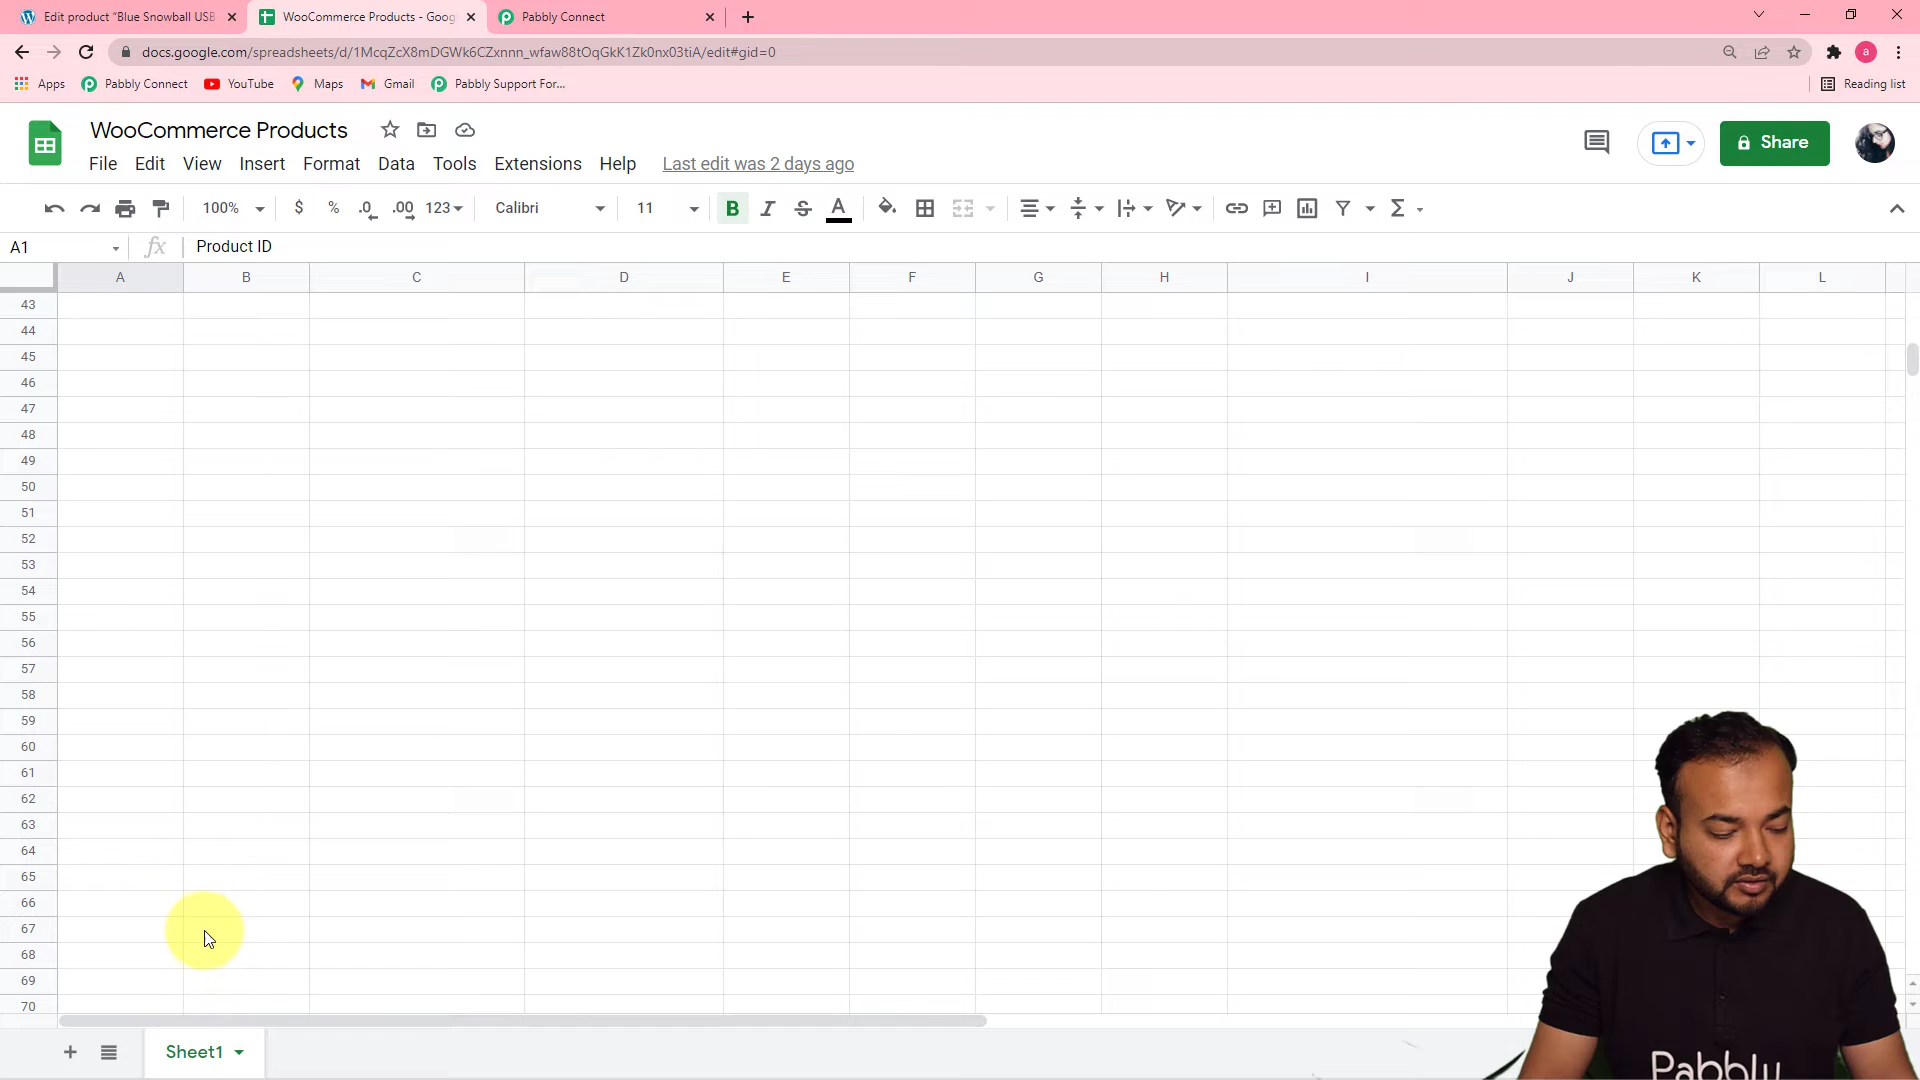 Edit product "Blue Snowball USB
WooCommerce Products - Goog
Pabbly Connect
docs.google.com/spreadsheets/d/1McqZcX8mDGWk6CZxnnn_wfaw88tOqGkK1Zk0nx03tiA/edit#gid=0
a
Apps
Pabbly Connect
YouTube
Maps
Gmail
Pabbly Support For...
Reading list
WooCommerce Products
Share
File Edit View Insert Format Data Tools Extensions Help Last edit was 2 days ago
100% $ % .0 .00 123 Calibri 11 B I S A Σ
A1 fx Product ID
A B C D E F G H I J K L
43
44
45
46
47
48
49
50
51
52
53
54
55
56
57
58
59
60
61
62
63
64
65
66
67
68
69
70
Sheet1
Pabbly